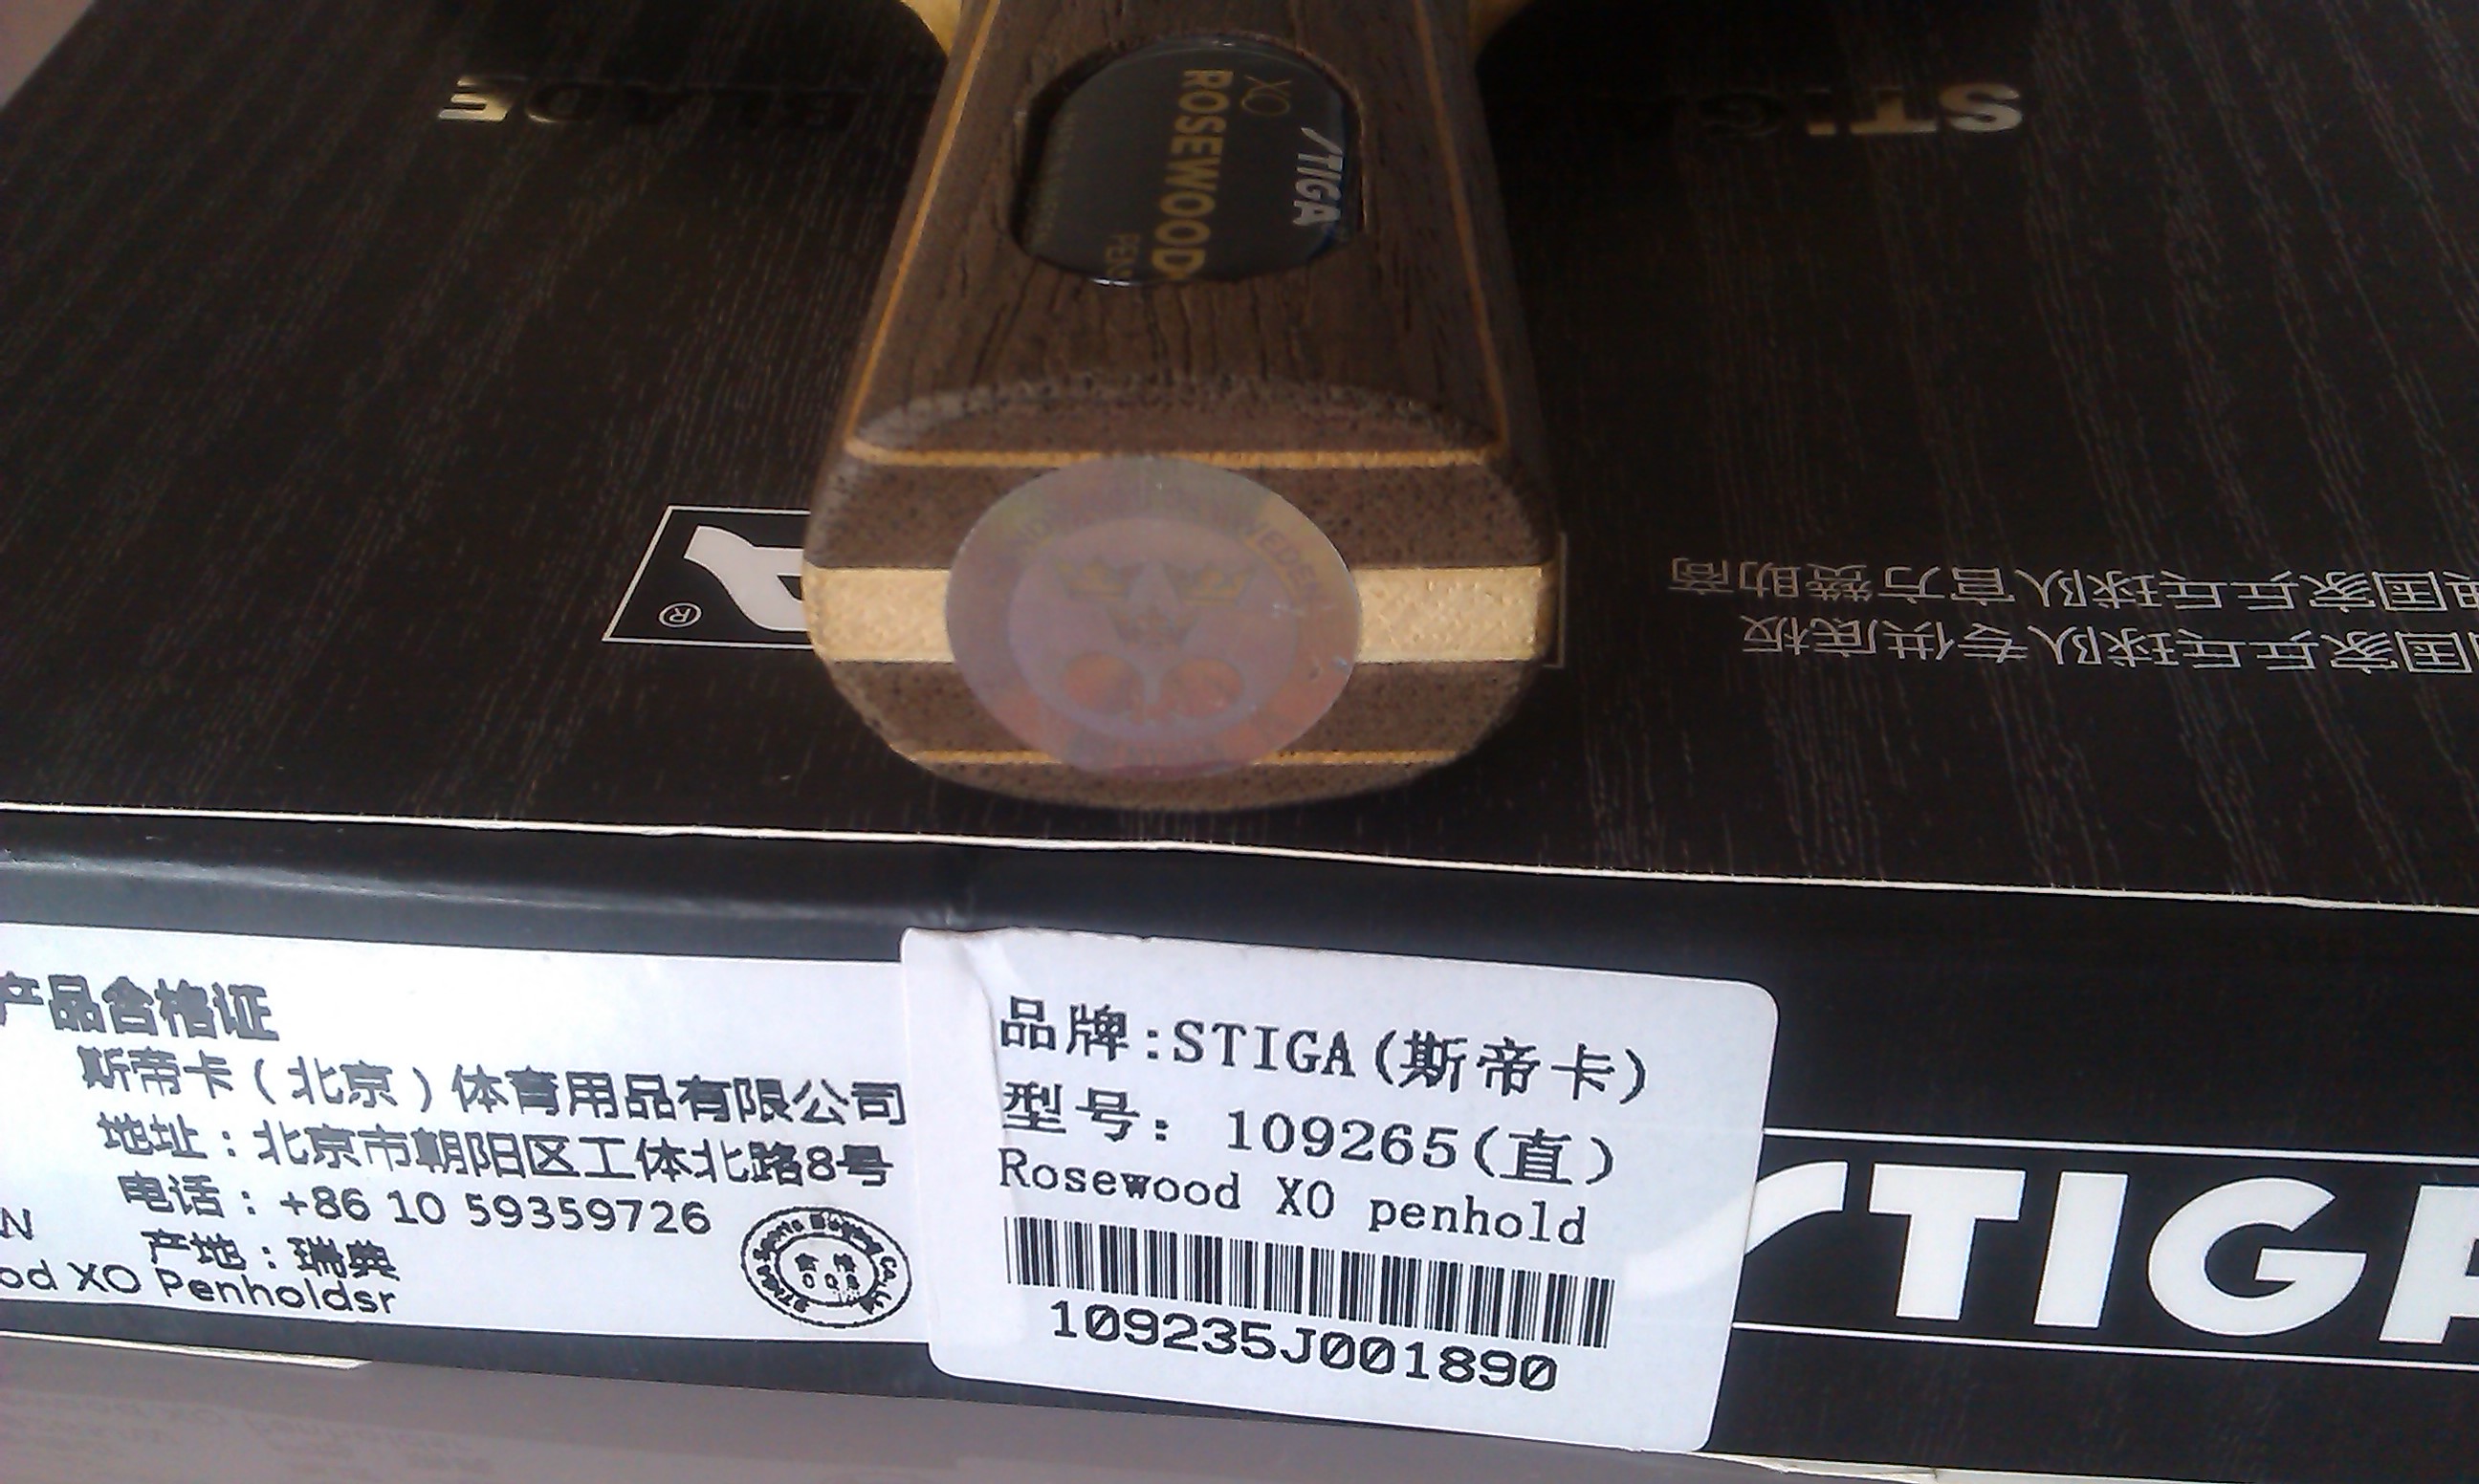 STIGA
BLADE
XO
ROSEWOOD
STIGA
®
国家乒乓球队官方赞助商
国家乒乓球队专供底板
产品合格证
斯帝卡（北京）体育用品有限公司
地址：北京市朝阳区工体北路8号
电话：+86 10 59359726
产地：瑞典
XO Penholdsr
品牌:STIGA(斯帝卡)
型号: 109265(直)
Rosewood XO penhold
109235J001890
STIGA